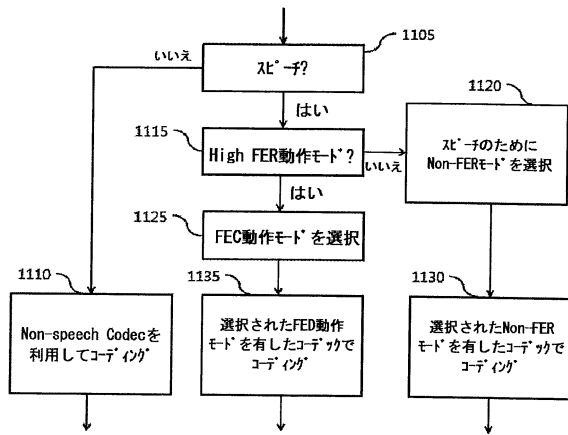 1105
いいえ
スピーチ?
1120
はい
1115
High FER動作モード?
いいえ
スピーチのために
Non-FERモードを選択
はい
1125
FEC動作モードを選択
1110
1135
1130
Non-speech Codecを
利用してコーディング
選択されたFED動作
モードを有したコーデックで
コーディング
選択されたNon-FER
モードを有したコーデックで
コーディング